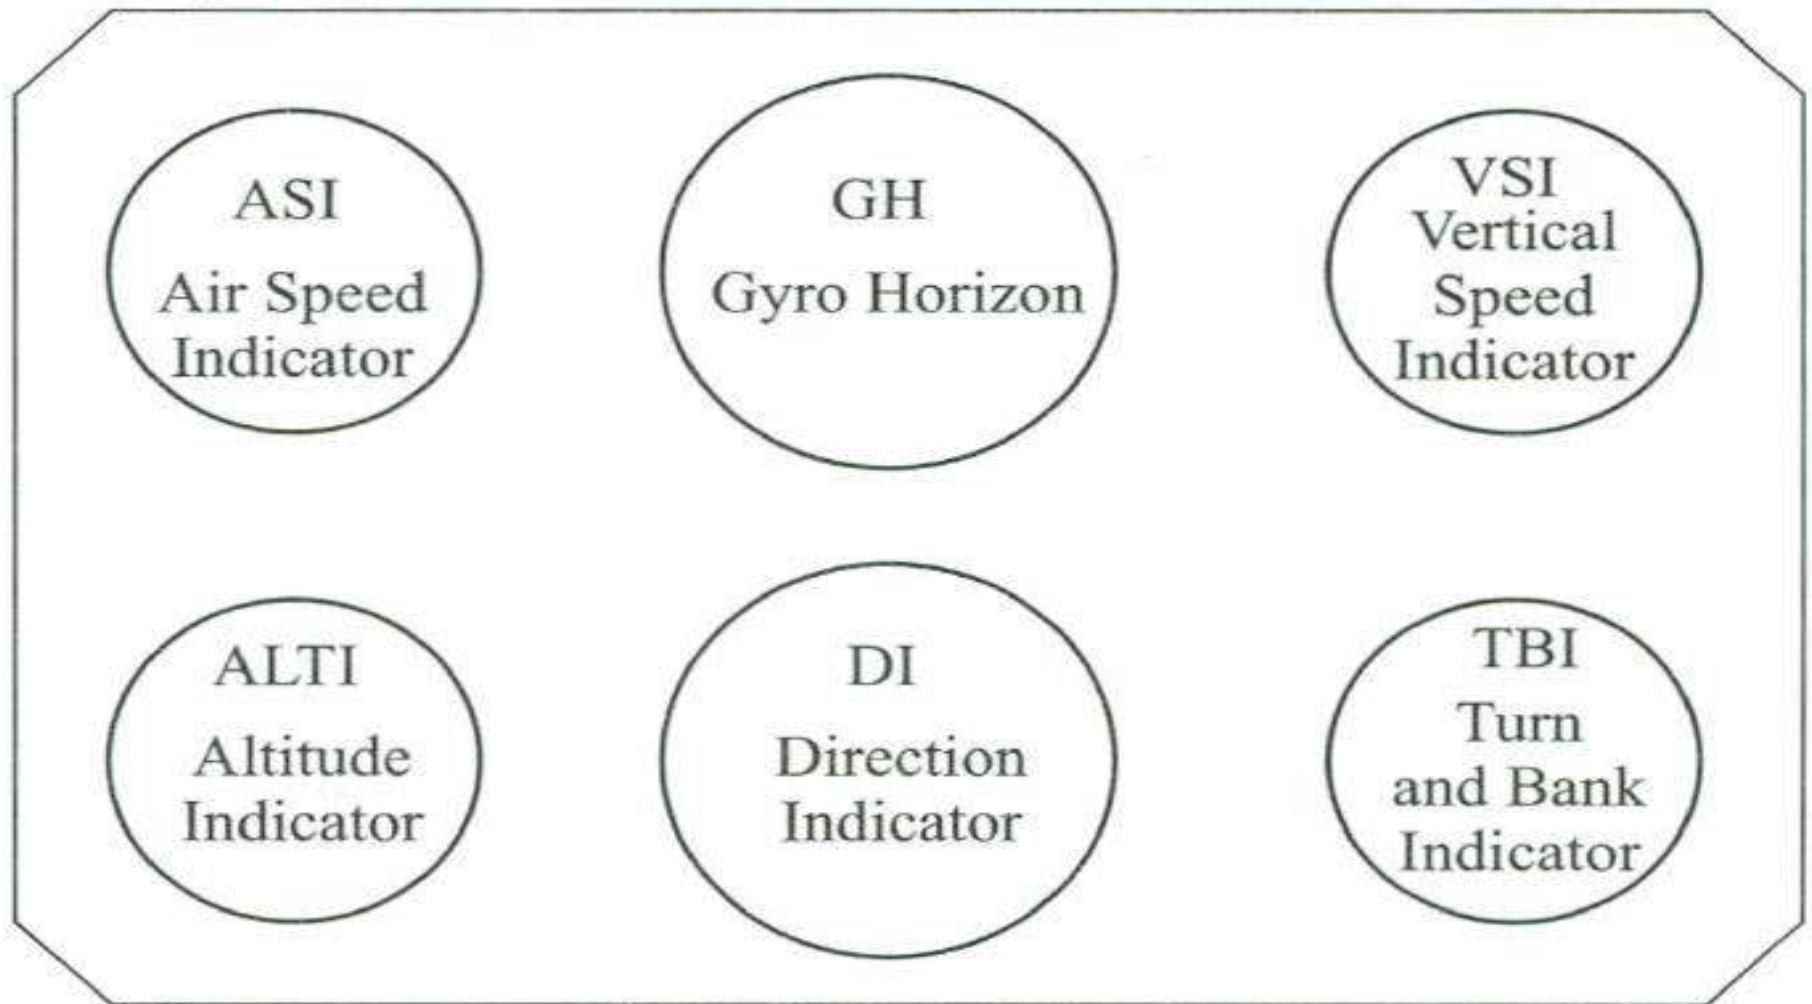 ASI
Air Speed
Indicator
GH
Gyro Horizon
VSI
Vertical
Speed
Indicator
ALTI
Altitude
Indicator
DI
Direction
Indicator
TBI
Turn
and Bank
Indicator